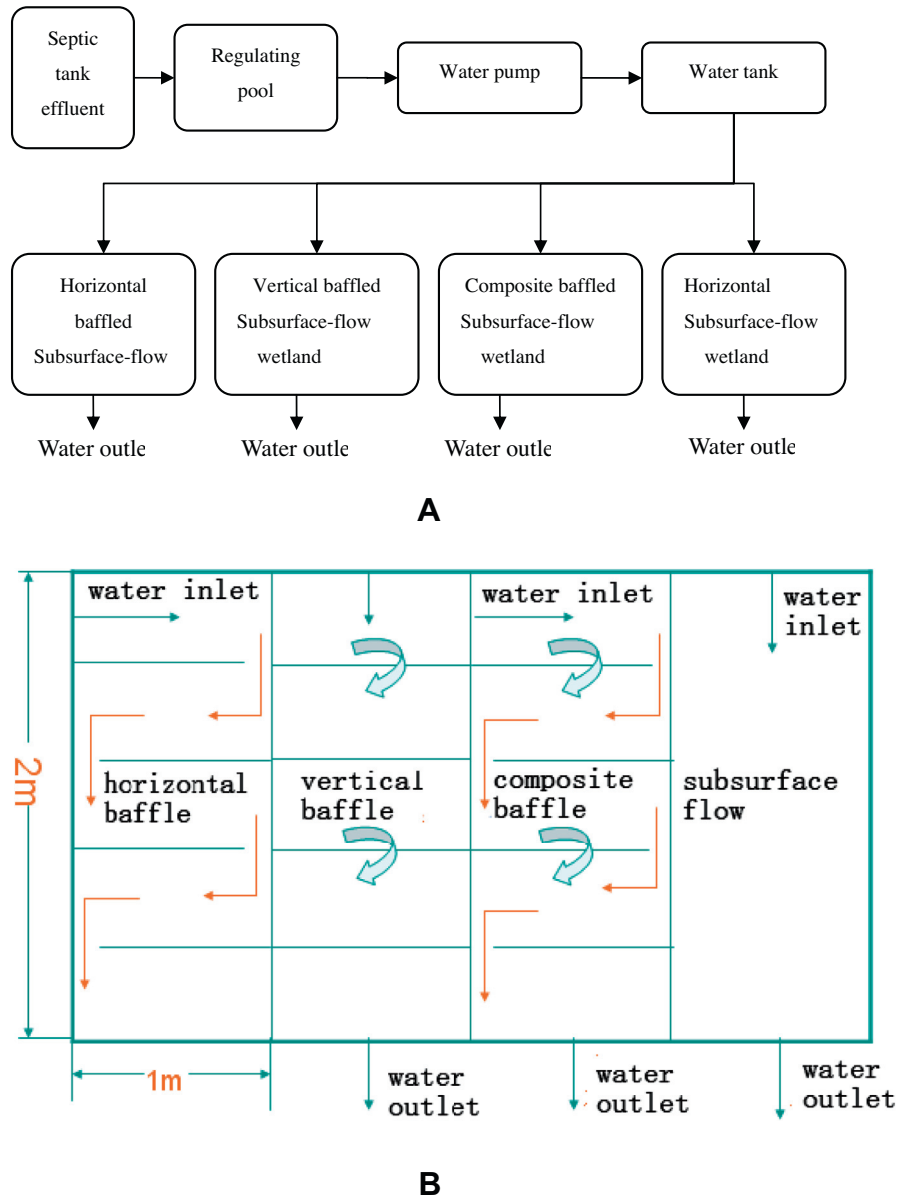 Septic
tank
effluent
Regulating
pool
Water pump
Water tank
Horizontal
baffled
Subsurface-flow
Vertical baffled
Subsurface-flow
wetland
Composite baffled
Subsurface-flow
wetland
Horizontal
Subsurface-flow
wetland
Water outle
Water outle
Water outle
Water outle
A
water inlet
water inlet
water
inlet
2m
horizontal
baffle
vertical
baffle
composite
baffle
subsurface
flow
1m
water
outlet
water
outlet
water
outlet
B